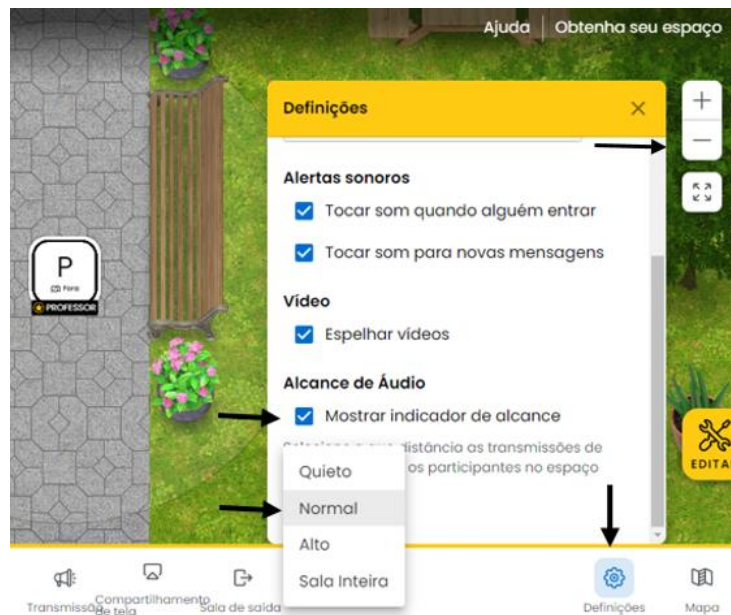 Ajuda Obtenha seu espaço
Definições
Alertas sonoros
Tocar som quando alguém entrar
Tocar som para novas mensagens
Vídeo
Espelhar vídeos
Alcance de Áudio
Mostrar indicador de alcance
distância as transmissões de
os participantes no espaço
Quieto
Normal
Alto
Sala Inteira
P
Fora
PROFESSOR
EDITA
Transmissão
Compartilhamento
de tela
Sala de saída
Definições
Mapa